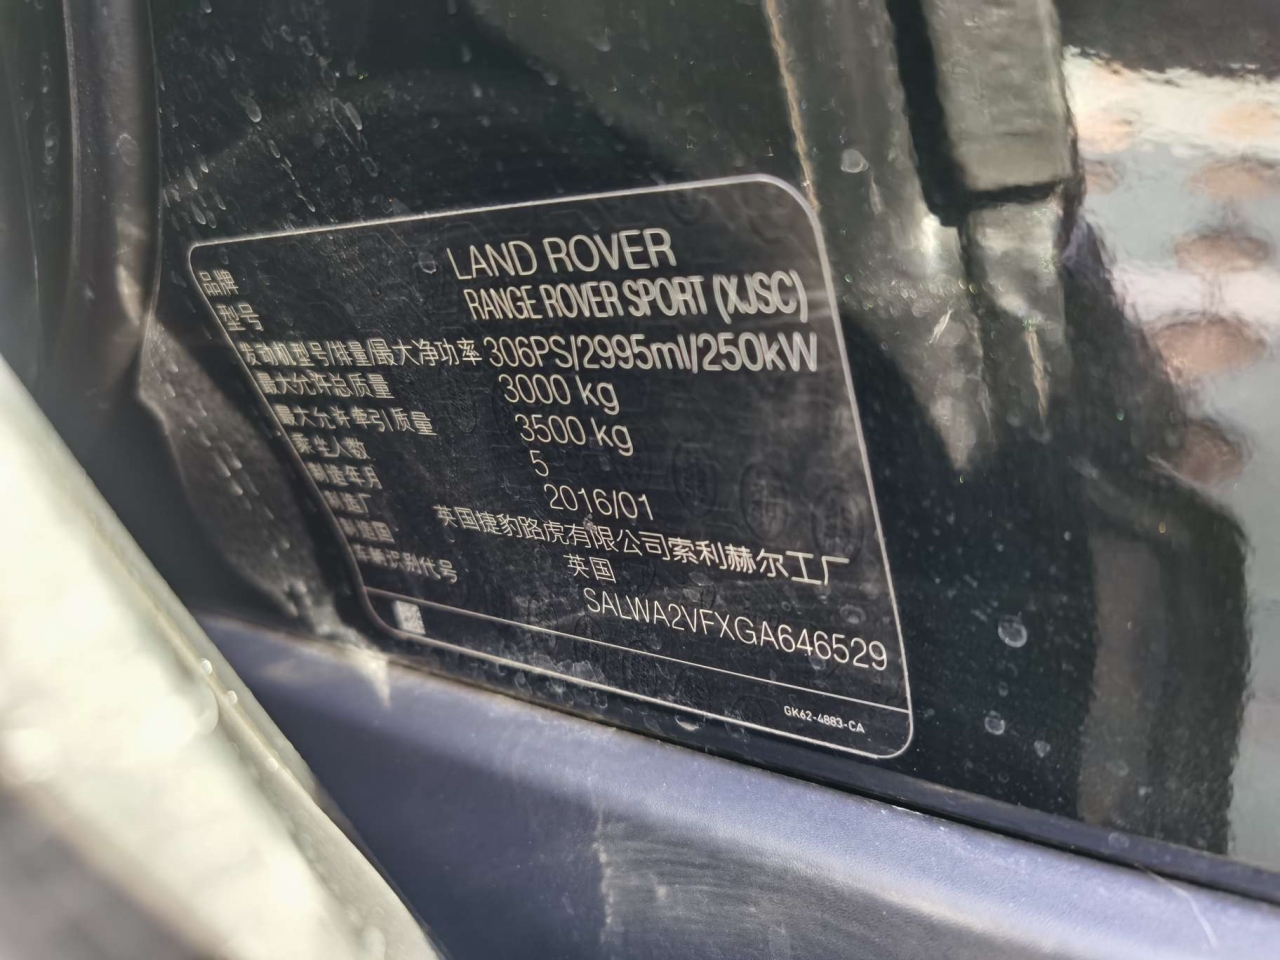 品牌 LAND ROVER
型号 RANGE ROVER SPORT (XJSC)
发动机型号/排量/最大净功率 306PS/2995ml/250kW
最大允许总质量 3000 kg
最大允许牵引质量 3500 kg
乘坐人数 5
制造年月 2016/01
制造厂 英国捷豹路虎有限公司索利赫尔工厂
制造国 英国
车辆识别代号 SALWA2VFXGA646529
GK62-4883-CA